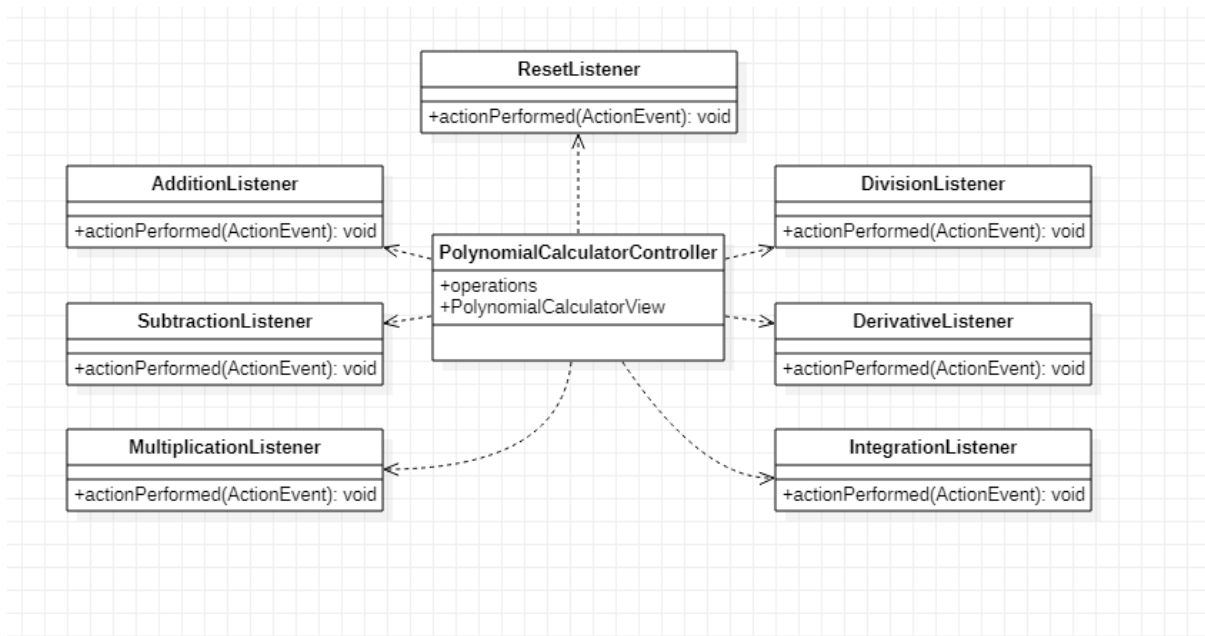 ResetListener
+actionPerformed(ActionEvent): void
AdditionListener
+actionPerformed(ActionEvent): void
DivisionListener
+actionPerformed(ActionEvent): void
PolynomialCalculatorController
+operations
+PolynomialCalculatorView
SubtractionListener
+actionPerformed(ActionEvent): void
DerivativeListener
+actionPerformed(ActionEvent): void
MultiplicationListener
+actionPerformed(ActionEvent): void
IntegrationListener
+actionPerformed(ActionEvent): void